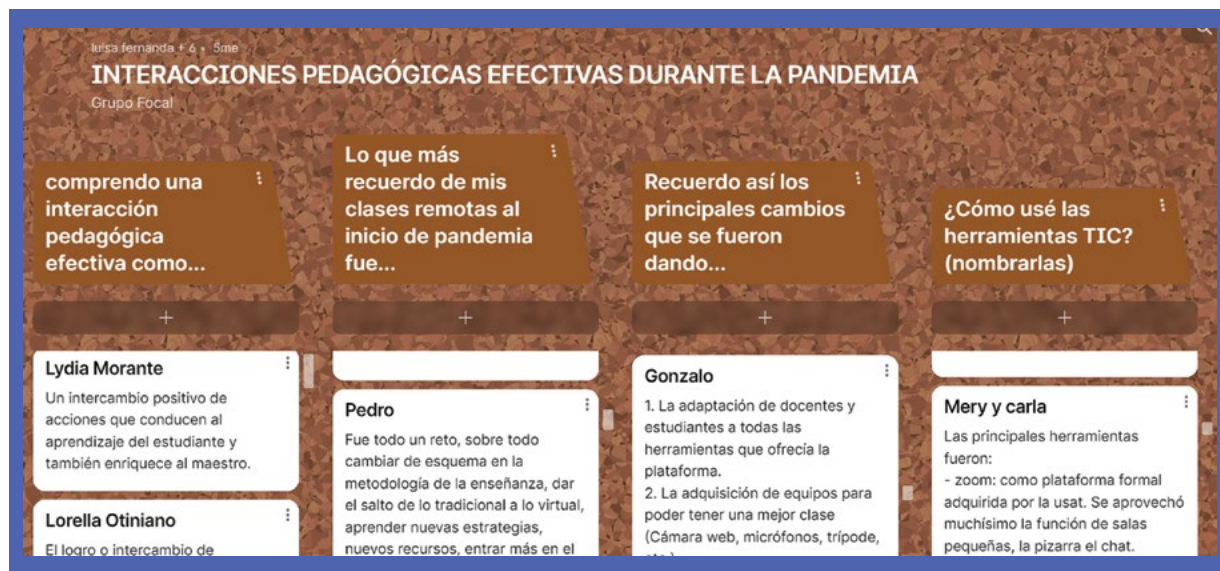 luisa fernanda + 6 • 5me
INTERACCIONES PEDAGÓGICAS EFECTIVAS DURANTE LA PANDEMIA
Grupo Focal
comprendo una
interacción
pedagógica
efectiva como...
+
Lydia Morante
Un intercambio positivo de
acciones que conducen al
aprendizaje del estudiante y
también enriquece al maestro.
Lorella Otiniano
El logro o intercambio de
Lo que más
recuerdo de mis
clases remotas al
inicio de pandemia
fue...
+
Pedro
Fue todo un reto, sobre todo
cambiar de esquema en la
metodología de la enseñanza, dar
el salto de lo tradicional a lo virtual,
aprender nuevas estrategias,
nuevos recursos, entrar más en el
Recuerdo así los
principales cambios
que se fueron
dando...
+
Gonzalo
1. La adaptación de docentes y
estudiantes a todas las
herramientas que ofrecía la
plataforma.
2. La adquisición de equipos para
poder tener una mejor clase
(Cámara web, micrófonos, trípode,
¿Cómo usé las
herramientas TIC?
(nombrarlas)
+
Mery y carla
Las principales herramientas
fueron:
- zoom: como plataforma formal
adquirida por la usat. Se aprovechó
muchísimo la función de salas
pequeñas, la pizarra el chat.